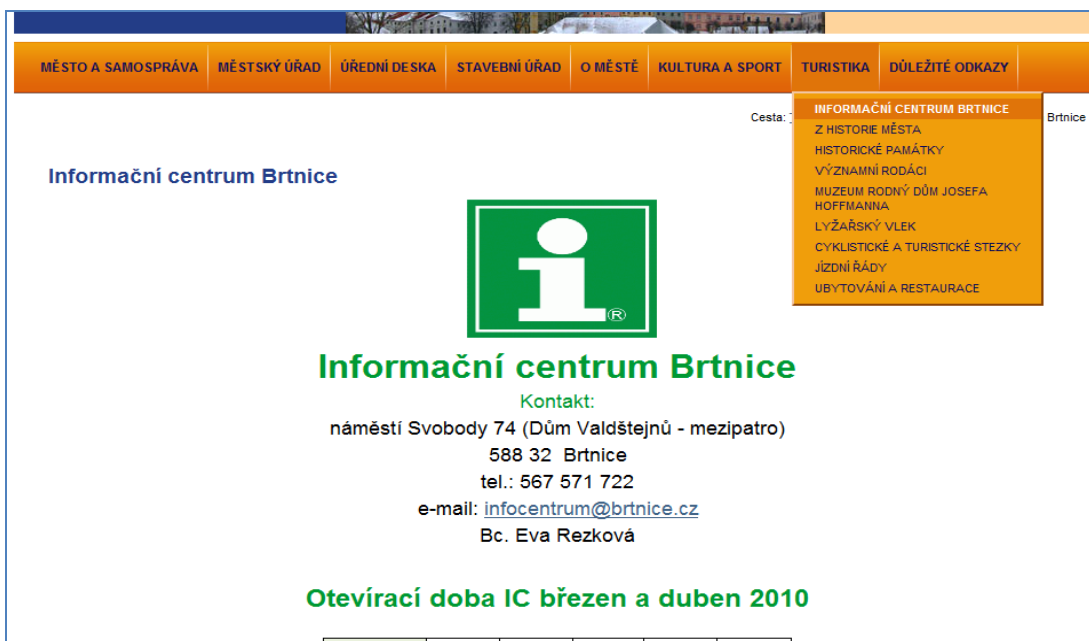 MĚSTO A SAMOSPRÁVA MĚSTSKÝ ÚŘAD ÚŘEDNÍ DESKA STAVEBNÍ ÚŘAD O MĚSTĚ KULTURA A SPORT TURISTIKA DŮLEŽITÉ ODKAZY
Cesta: Brtnice
INFORMAČNÍ CENTRUM BRTNICE
Z HISTORIE MĚSTA
HISTORICKÉ PAMÁTKY
VÝZNAMNÍ RODÁCI
MUZEUM RODNÝ DŮM JOSEFA
HOFFMANNA
LYŽAŘSKÝ VLEK
CYKLISTICKÉ A TURISTICKÉ STEZKY
JÍZDNÍ ŘÁDY
UBYTOVÁNÍ A RESTAURACE
Informační centrum Brtnice
i®
Informační centrum Brtnice
Kontakt:
náměstí Svobody 74 (Dům Valdštejnů - mezipatro)
588 32 Brtnice
tel.: 567 571 722
e-mail: infocentrum@brtnice.cz
Bc. Eva Rezková
Otevírací doba IC březen a duben 2010